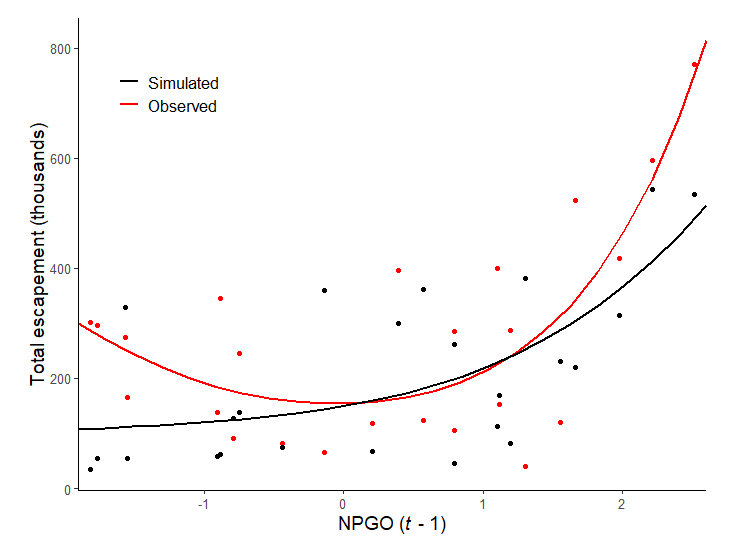 800
600
400
200
0
Total escapement (thousands)
Simulated
Observed
-1 0 1 2
NPGO (t - 1)